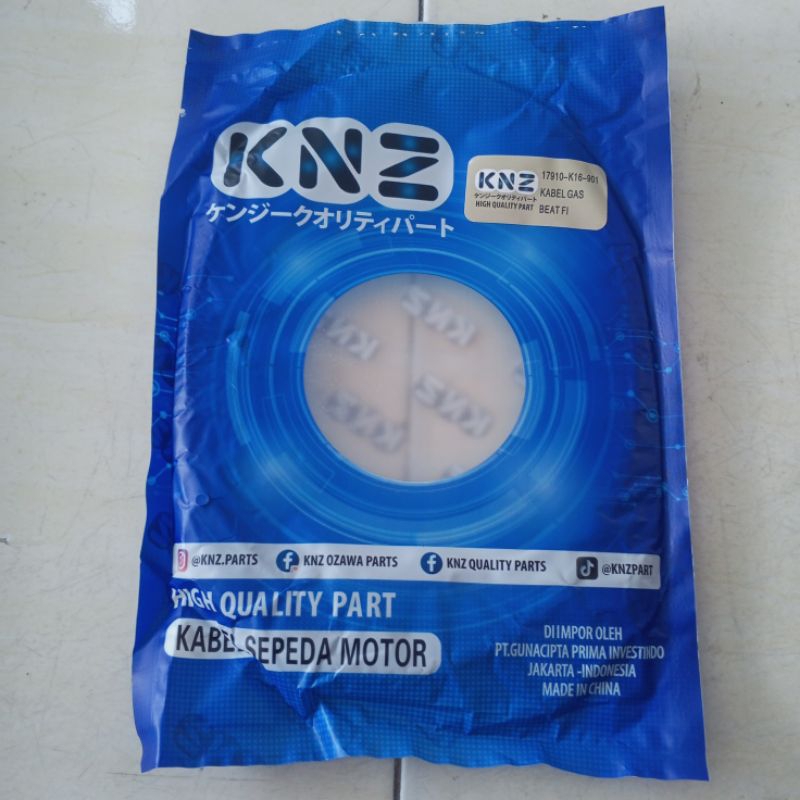 KNZ
ケンジークオリティパート
KNZ
ケンジークオリティパート
HIGH QUALITY PART
17910-K16-901
KABEL GAS
BEAT FI
KNZ
KNZ
KNZ
KNZ
@KNZ.PARTS
KNZ OZAWA PARTS
KNZ QUALITY PARTS
@KNZPART
HIGH QUALITY PART
KABEL SEPEDA MOTOR
DIIMPOR OLEH
PT.GUNACIPTA PRIMA INVESTINDO
JAKARTA -INDONESIA
MADE IN CHINA